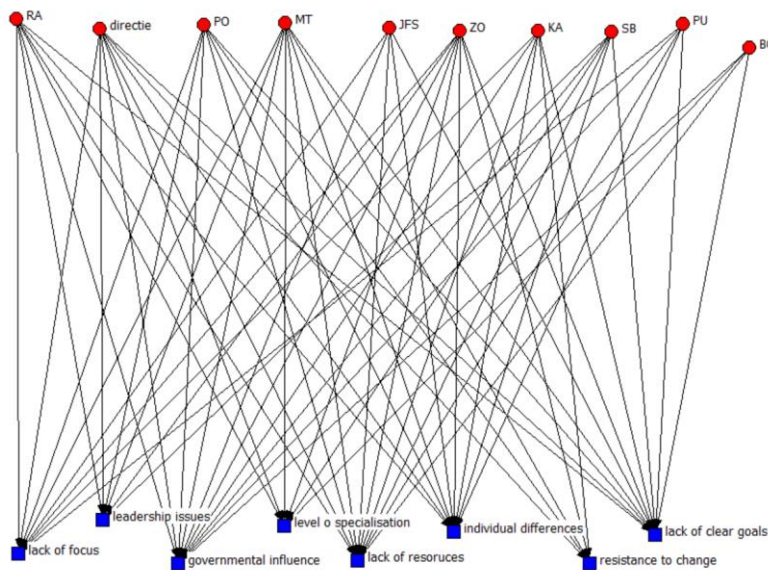 RA
directie
PO
MT
JFS
ZO
KA
SB
PU
leadership issues
level o specialisation
individual differences
lack of clear goals
lack of focus
governmental influence
lack of resoruces
resistance to change